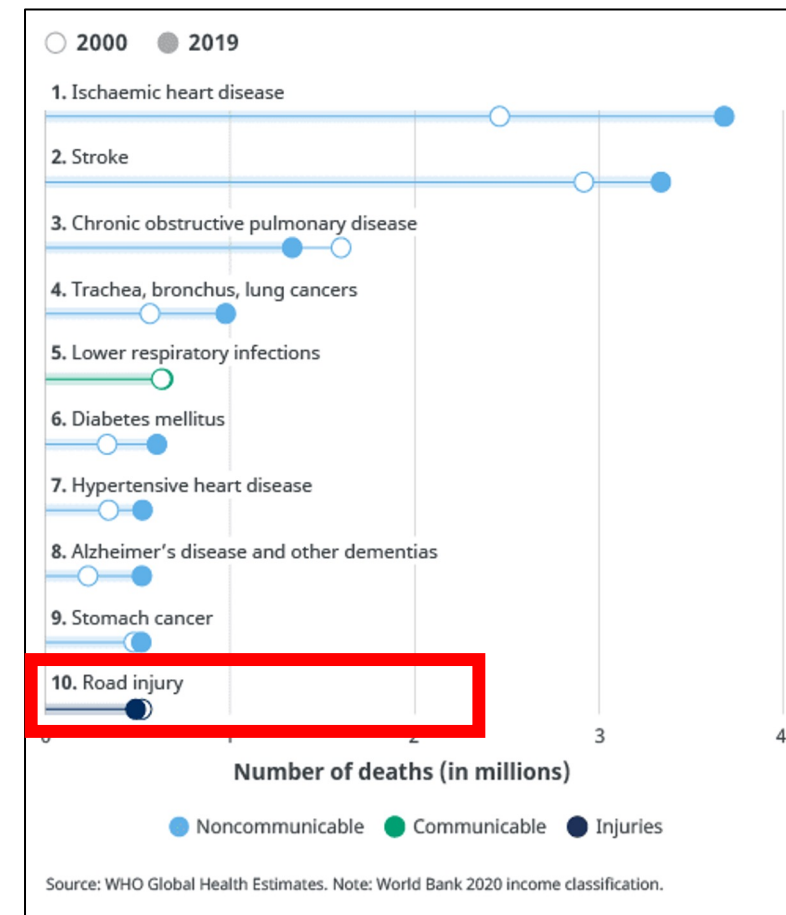 2000 2019
1. Ischaemic heart disease
2. Stroke
3. Chronic obstructive pulmonary disease
4. Trachea, bronchus, lung cancers
5. Lower respiratory infections
6. Diabetes mellitus
7. Hypertensive heart disease
8. Alzheimer’s disease and other dementias
9. Stomach cancer
10. Road injury
0 1 2 3 4
Number of deaths (in millions)
Noncommunicable Communicable Injuries
Source: WHO Global Health Estimates. Note: World Bank 2020 income classification.